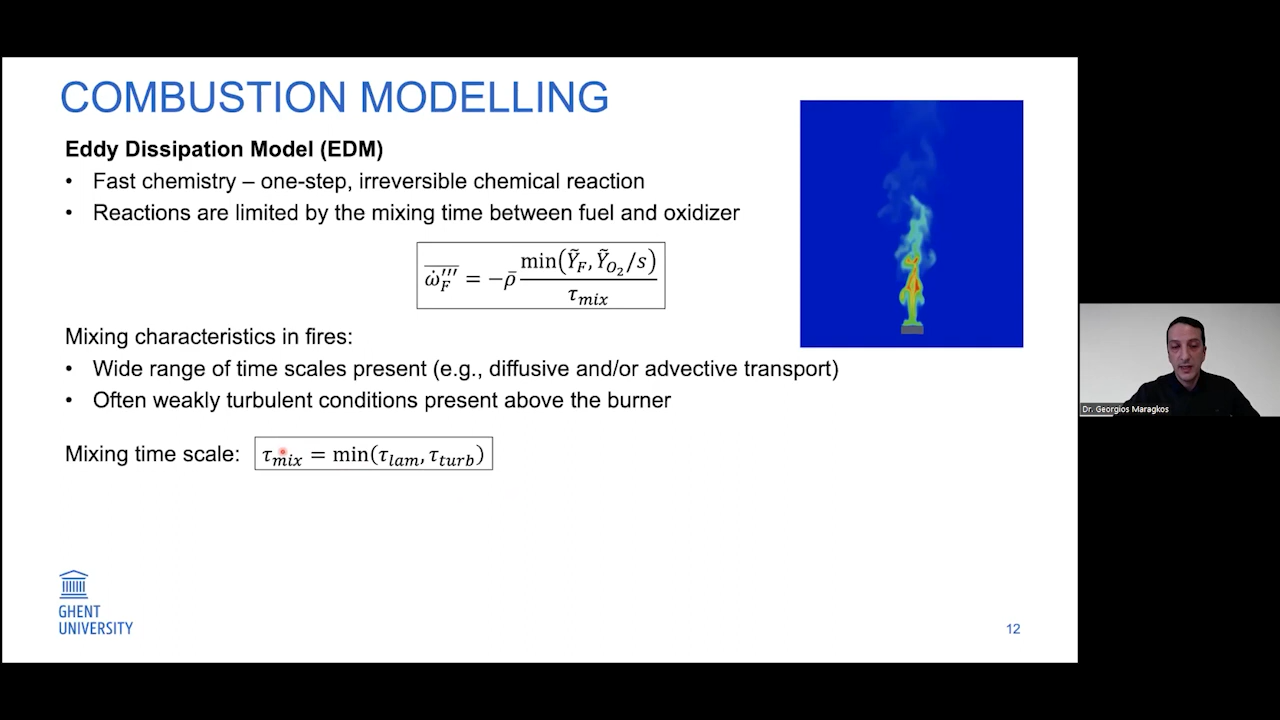 COMBUSTION MODELLING
Eddy Dissipation Model (EDM)
• Fast chemistry – one-step, irreversible chemical reaction
• Reactions are limited by the mixing time between fuel and oxidizer
$\overline{\dot{\omega}_F'''} = -\bar{\rho} \frac{\min(\tilde{Y}_F, \tilde{Y}_{O_2}/s)}{\tau_{mix}}$
Mixing characteristics in fires:
• Wide range of time scales present (e.g., diffusive and/or advective transport)
• Often weakly turbulent conditions present above the burner
Mixing time scale: $\tau_{mix} = \min(\tau_{lam}, \tau_{turb})$
GHENT
UNIVERSITY
12
Dr. Georgios Maragkos